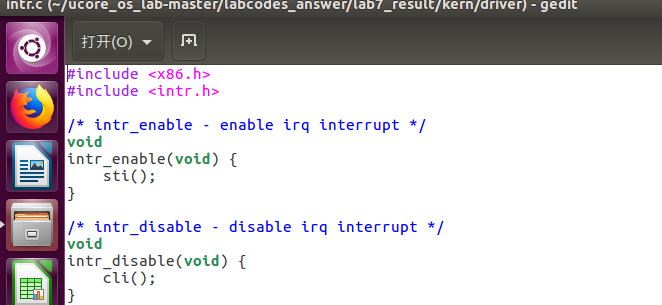 intr.c (~/ucore_os_lab-master/labcodes_answer/lab7_result/kern/driver) - gedit
打开(O)
#include <x86.h>
#include <intr.h>
/* intr_enable - enable irq interrupt */
void
intr_enable(void) {
    sti();
}
/* intr_disable - disable irq interrupt */
void
intr_disable(void) {
    cli();
}